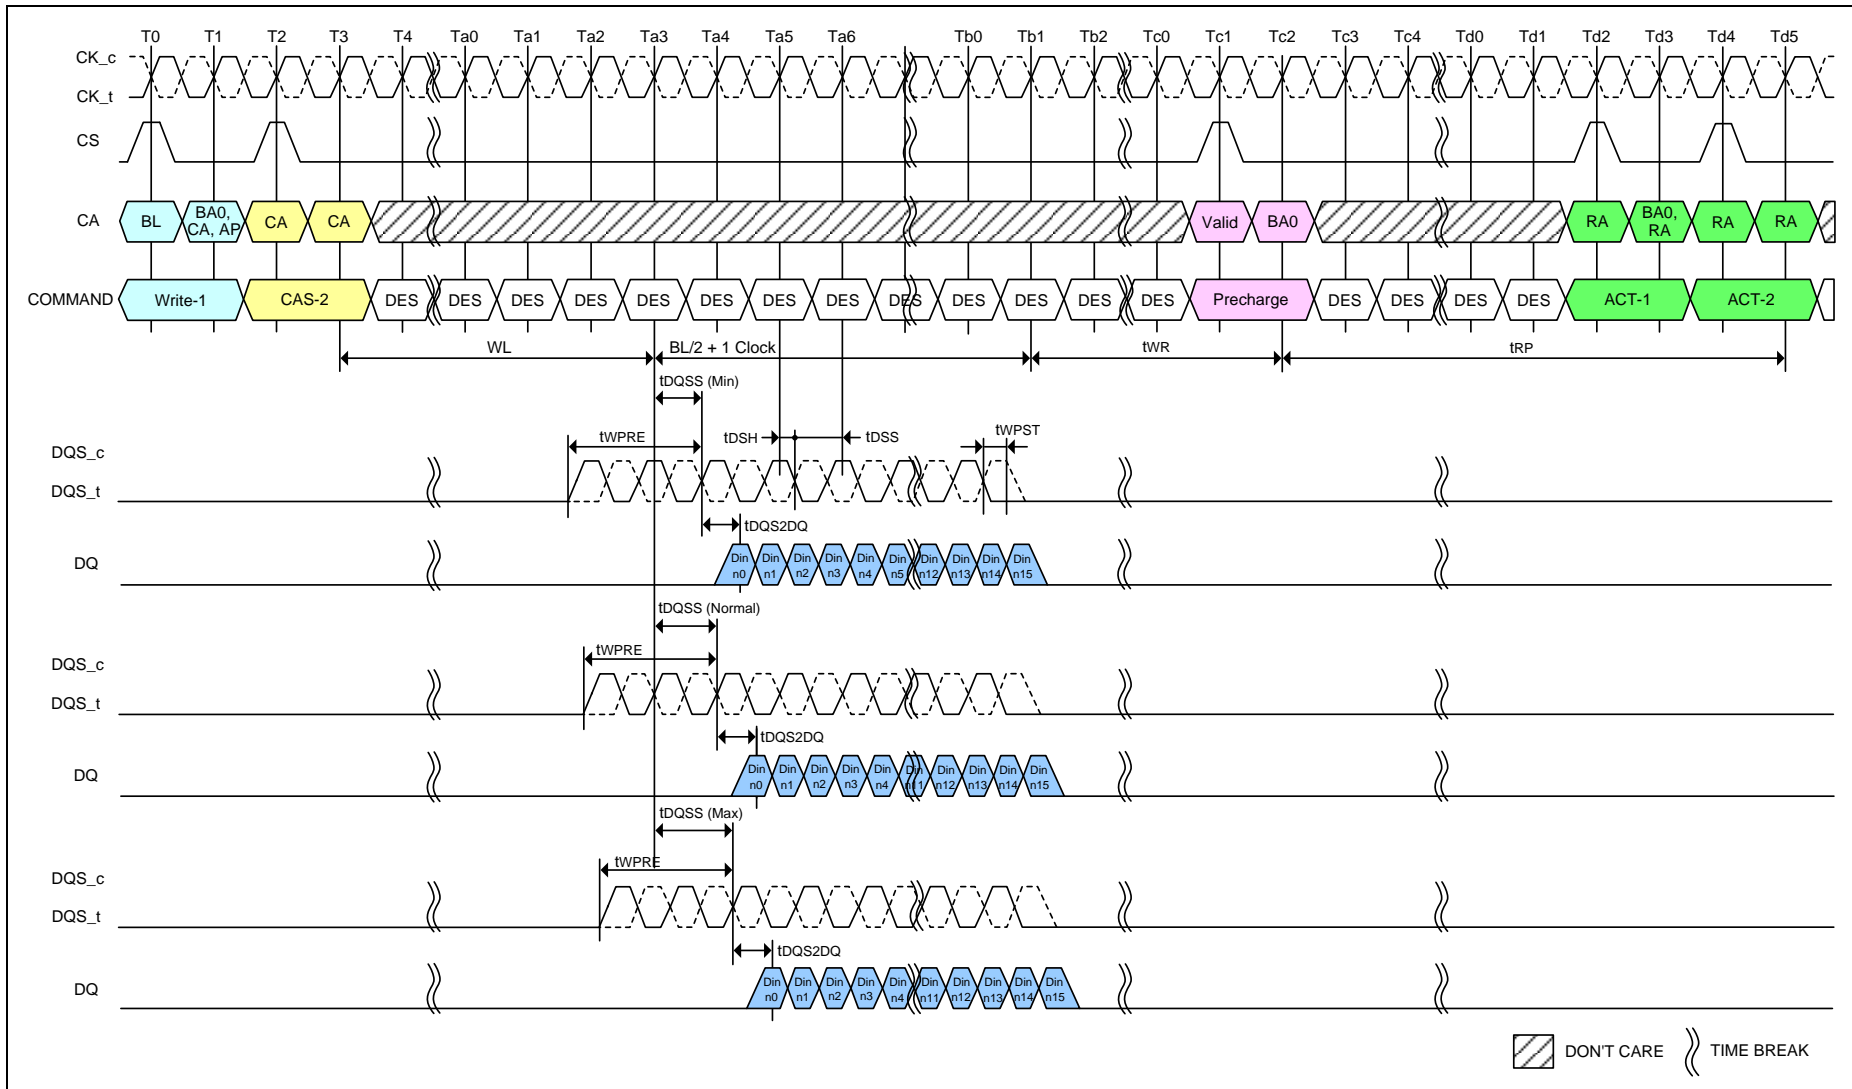 T0 T1 T2 T3 T4 Ta0 Ta1 Ta2 Ta3 Ta4 Ta5 Ta6 Tb0 Tb1 Tb2 Tc0 Tc1 Tc2 Tc3 Tc4 Td0 Td1 Td2 Td3 Td4 Td5
CK_c
CK_t
CS
CA BL BA0, CA, AP CA CA Valid BA0 RA BA0, RA RA RA
COMMAND Write-1 CAS-2 DES DES DES DES DES DES DES DES DES DES DES DES DES Precharge DES DES DES DES ACT-1 ACT-2
WL BL/2 + 1 Clock tWR tRP
tDQSS (Min)
tWPRE tDSH tDSS tWPST
DQS_c
DQS_t
tDQS2DQ
DQ Din n0 Din n1 Din n2 Din n3 Din n4 Din n5 Din n12 Din n13 Din n14 Din n15
tDQSS (Normal)
tWPRE
DQS_c
DQS_t
tDQS2DQ
DQ Din n0 Din n1 Din n2 Din n3 Din n4 Din n11 Din n12 Din n13 Din n14 Din n15
tDQSS (Max)
tWPRE
DQS_c
DQS_t
tDQS2DQ
DQ Din n0 Din n1 Din n2 Din n3 Din n4 Din n11 Din n12 Din n13 Din n14 Din n15
DON'T CARE TIME BREAK